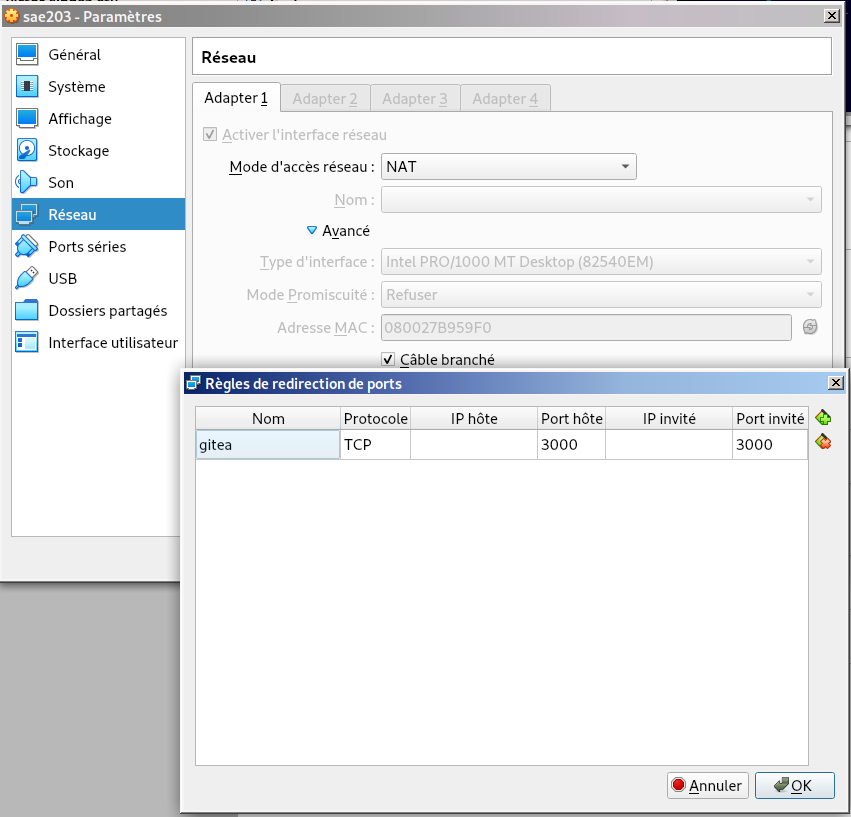 sae203 - Paramètres
Général
Système
Affichage
Stockage
Son
Réseau
Ports séries
USB
Dossiers partagés
Interface utilisateur
Réseau
Adapter 1 Adapter 2 Adapter 3 Adapter 4
Activer l'interface réseau
Mode d'accès réseau : NAT
Nom :
Avancé
Type d'interface : Intel PRO/1000 MT Desktop (82540EM)
Mode Promiscuité : Refuser
Adresse MAC : 080027B959F0
Câble branché
Règles de redirection de ports
Nom Protocole IP hôte Port hôte IP invité Port invité
gitea TCP 3000 3000
Annuler OK